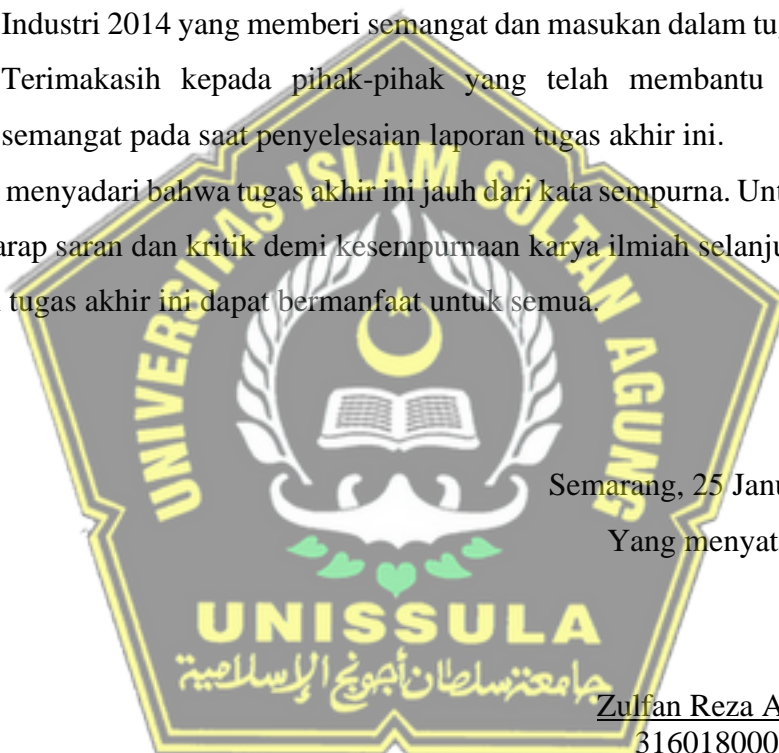 Industri 2014 yang memberi semangat dan masukan dalam tu
Terimakasih kepada pihak-pihak yang telah membantu
semangat pada saat penyelesaian laporan tugas akhir ini.
menyadari bahwa tugas akhir ini jauh dari kata sempurna. Unt
arap saran dan kritik demi kesempurnaan karya ilmiah selanju
tugas akhir ini dapat bermanfaat untuk semua.
UNIVERSITAS ISLAM SULTAN AGUNG
Semarang, 25 Janu
Yang menyat
UNISSULA
جامعتسلطان أجونج الإسلامية
Zulfan Reza A
316018000